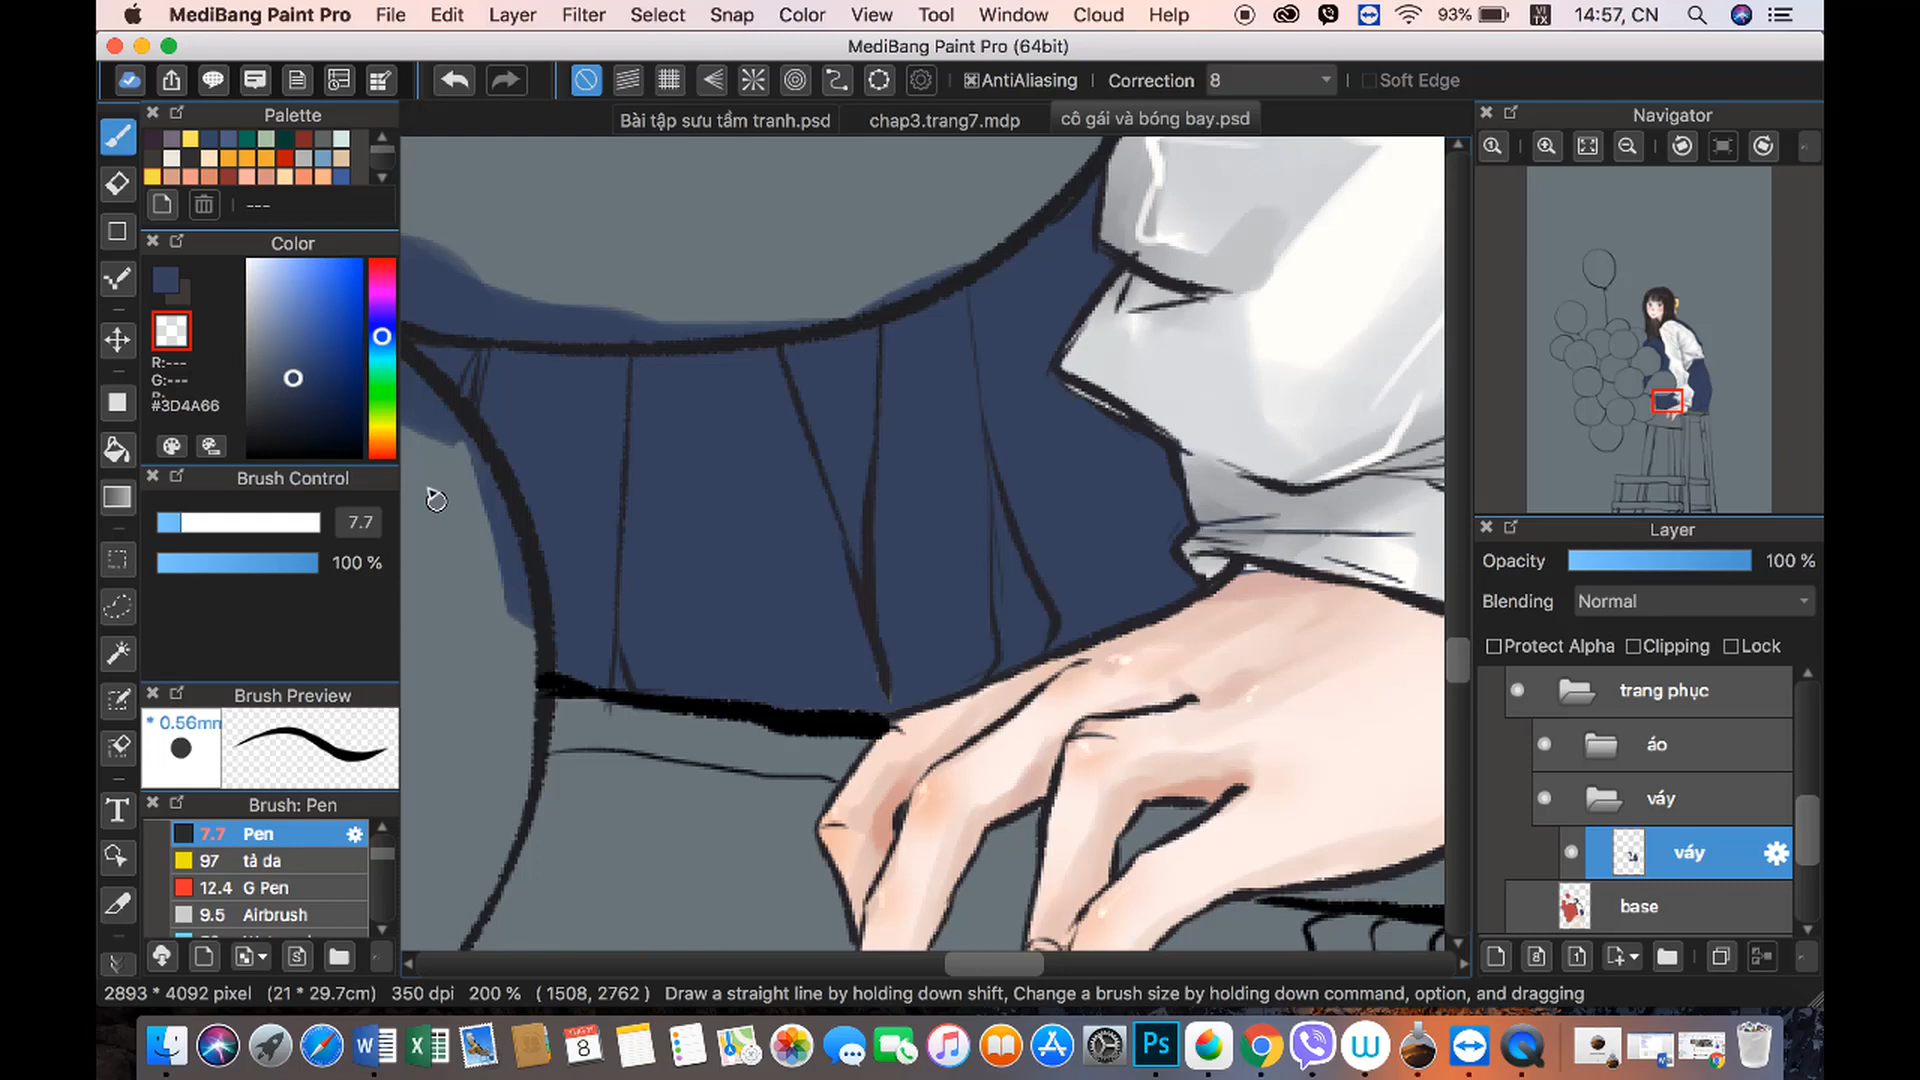 MediBang Paint Pro File Edit Layer Filter Select Snap Color View Tool Window Cloud Help 93% VI TX 14:57, CN
MediBang Paint Pro (64bit)
AntiAliasing Correction 8 Soft Edge
Palette
Bài tập sưu tầm tranh.psd chap3.trang7.mdp cô gái và bóng bay.psd
Navigator
---
Color
R:---
G:---
#3D4A66
Brush Control
7.7
100 %
Brush Preview
* 0.56mm
Brush: Pen
7.7 Pen
97 tả da
12.4 G Pen
9.5 Airbrush
Layer
Opacity 100 %
Blending Normal
Protect Alpha Clipping Lock
trang phục
áo
váy
váy
base
2893 * 4092 pixel (21 * 29.7cm) 350 dpi 200 % ( 1508, 2762 ) Draw a straight line by holding down shift, Change a brush size by holding down command, option, and dragging
8
Ps